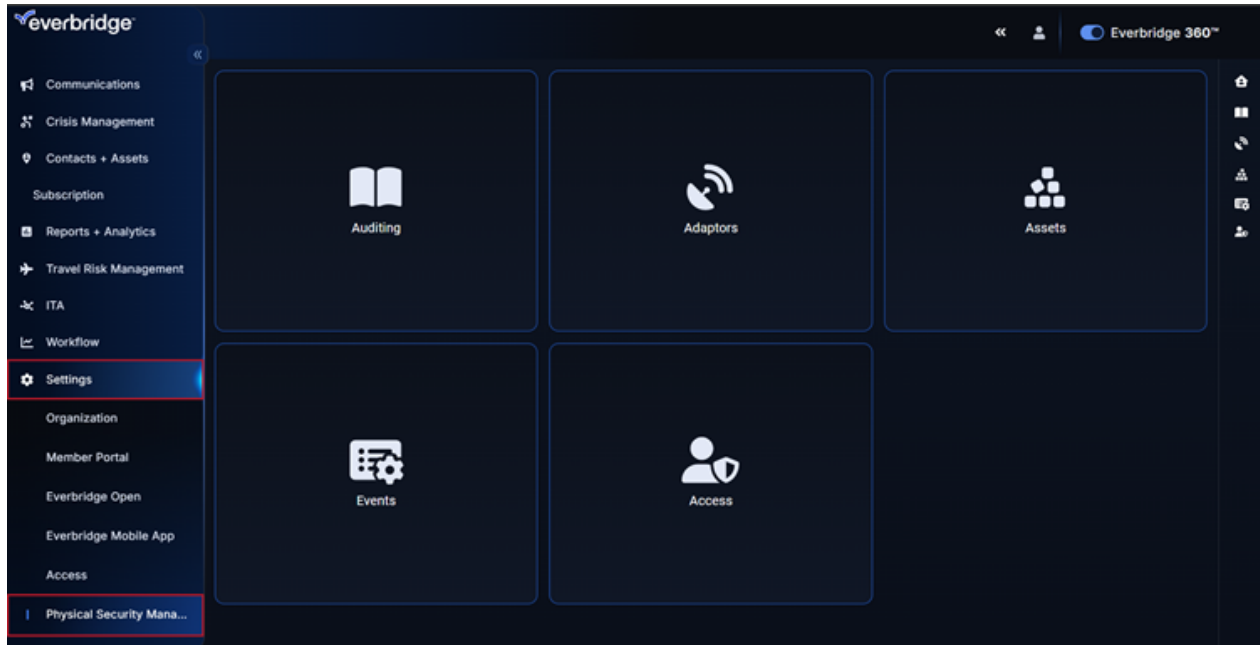 everbridge
Everbridge 360™
Communications
Crisis Management
Contacts + Assets
Subscription
Reports + Analytics
Travel Risk Management
ITA
Workflow
Settings
Organization
Member Portal
Everbridge Open
Everbridge Mobile App
Access
Physical Security Mana...
Auditing
Adaptors
Assets
Events
Access